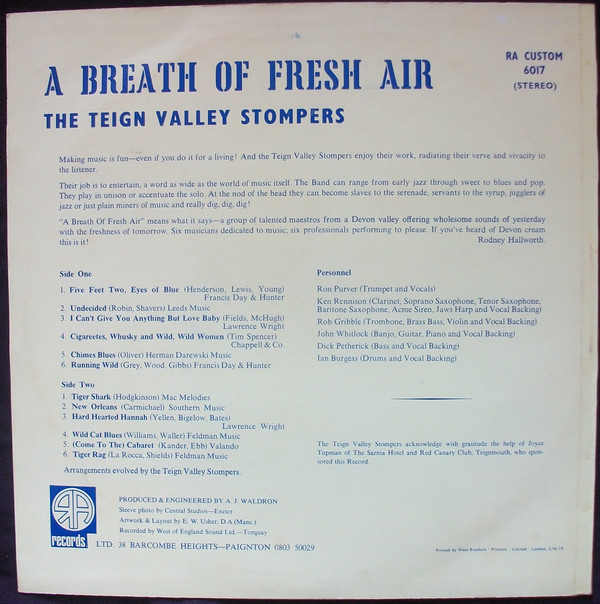 A BREATH OF FRESH AIR
RA CUSTOM
6017
(STEREO)
THE TEIGN VALLEY STOMPERS
Making music is fun—even if you do it for a living! And the Teign Valley Stompers enjoy their work, radiating their verve and vivacity to
the listener.
Their job is to entertain, a word as wide as the world of music itself. The Band can range from early jazz through sweet to blues and pop.
They play in unison or accentuate the solo. At the nod of the head they can become slaves to the serenade, servants to the syrup, jugglers of
jazz or just plain miners of music and really dig, dig, dig!
“A Breath Of Fresh Air” means what it says—a group of talented maestros from a Devon valley offering wholesome sounds of yesterday
with the freshness of tomorrow. Six musicians dedicated to music; six professionals performing to please. If you've heard of Devon cream
this is it!
Rodney Hallworth.
Side One
1. Five Feet Two, Eyes of Blue (Henderson, Lewis, Young)
Francis Day & Hunter
2. Undecided (Robin, Shavers) Leeds Music
3. I Can't Give You Anything But Love Baby (Fields, McHugh)
Lawrence Wright
4. Cigareetes, Whusky and Wild, Wild Women (Tim Spencer)
Chappell & Co.
5. Chimes Blues (Oliver) Herman Darewski Music
6. Running Wild (Grey, Wood, Gibbs) Francis Day & Hunter
Side Two
1. Tiger Shark (Hodgkinson) Mac Melodies
2. New Orleans (Carmichael) Southern Music
3. Hard Hearted Hannah (Yellen, Bigelow, Bates)
Lawrence Wright
4. Wild Cat Blues (Williams, Waller) Feldman Music
5. (Come To The) Cabaret (Kander, Ebb) Valando
6. Tiger Rag (La Rocca, Shields) Feldman Music
Arrangements evolved by the Teign Valley Stompers.
Personnel
Ron Purver (Trumpet and Vocals)
Ken Rennison (Clarinet, Soprano Saxophone, Tenor Saxophone,
Baritone Saxophone, Acme Siren, Jaws Harp and Vocal Backing)
Rob Gribble (Trombone, Brass Bass, Violin and Vocal Backing)
John Whitlock (Banjo, Guitar, Piano and Vocal Backing)
Dick Petherick (Bass and Vocal Backing)
Ian Burgess (Drums and Vocal Backing)
The Teign Valley Stompers acknowledge with gratitude the help of Joyce
Tupman of The Sarnia Hotel and Red Canary Club, Teignmouth, who spon-
sored this Record.
RA
records
PRODUCED & ENGINEERED BY A. J. WALDRON
Sleeve photo by Central Studios—Exeter
Artwork & Layout by E. W. Usher, D.A.(Manc.)
Recorded by West of England Sound Ltd.—Torquay
LTD. 38 BARCOMBE HEIGHTS—PAIGNTON 0803 50029
Printed by West Brothers · Printers · Limited · London, S.W.19